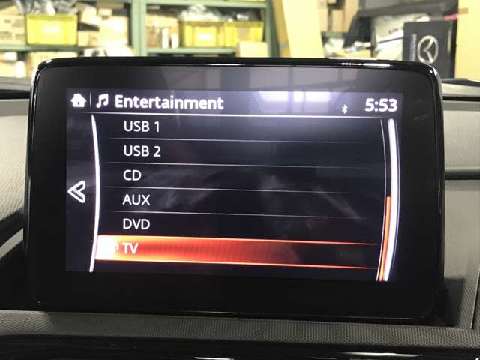 Entertainment 5:53
USB 1
USB 2
CD
AUX
DVD
TV